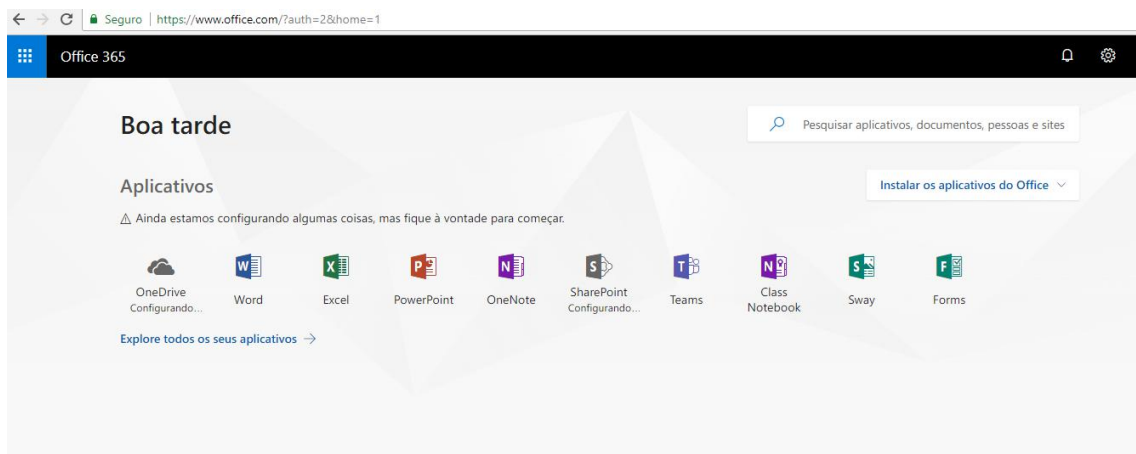 Seguro | https://www.office.com/?auth=2&home=1
Office 365
Boa tarde
Pesquisar aplicativos, documentos, pessoas e sites
Aplicativos
Instalar os aplicativos do Office
Ainda estamos configurando algumas coisas, mas fique à vontade para começar.
OneDrive
Configurando...
Word
Excel
PowerPoint
OneNote
SharePoint
Configurando...
Teams
Class
Notebook
Sway
Forms
Explore todos os seus aplicativos